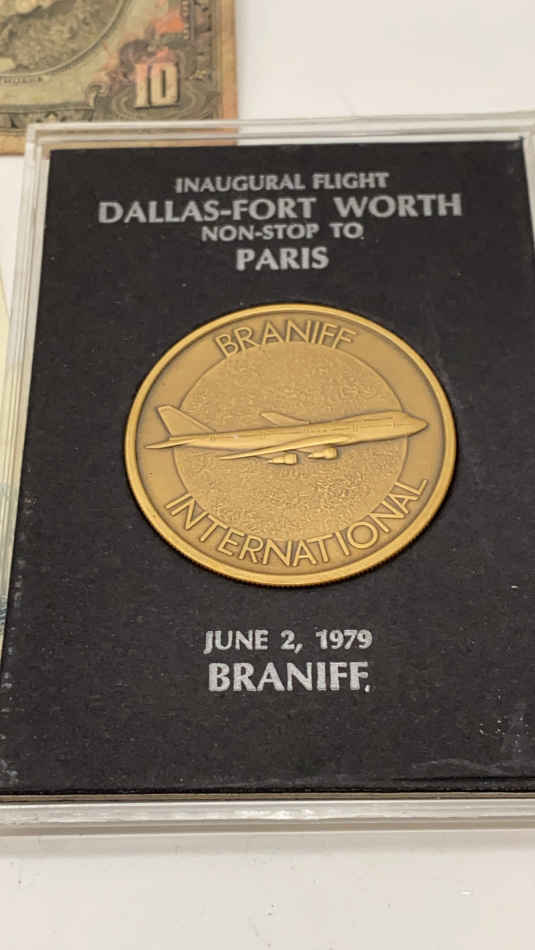 10
INAUGURAL FLIGHT
DALLAS-FORT WORTH
NON-STOP TO
PARIS
BRANIFF
INTERNATIONAL
JUNE 2, 1979
BRANIFF